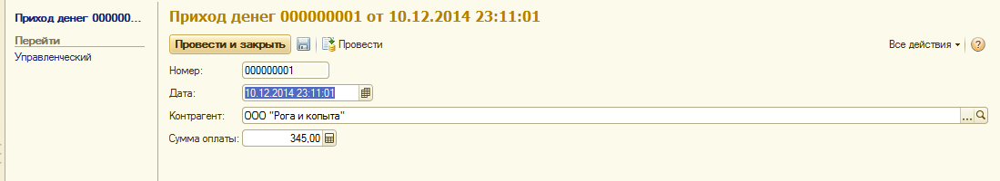 Приход денег 000000...
Перейти
Управленческий
Приход денег 000000001 от 10.12.2014 23:11:01
Провести и закрыть Провести Все действия ?
Номер: 000000001
Дата: 10.12.2014 23:11:01
Контрагент: ООО "Рога и копыта" ...
Сумма оплаты: 345,00